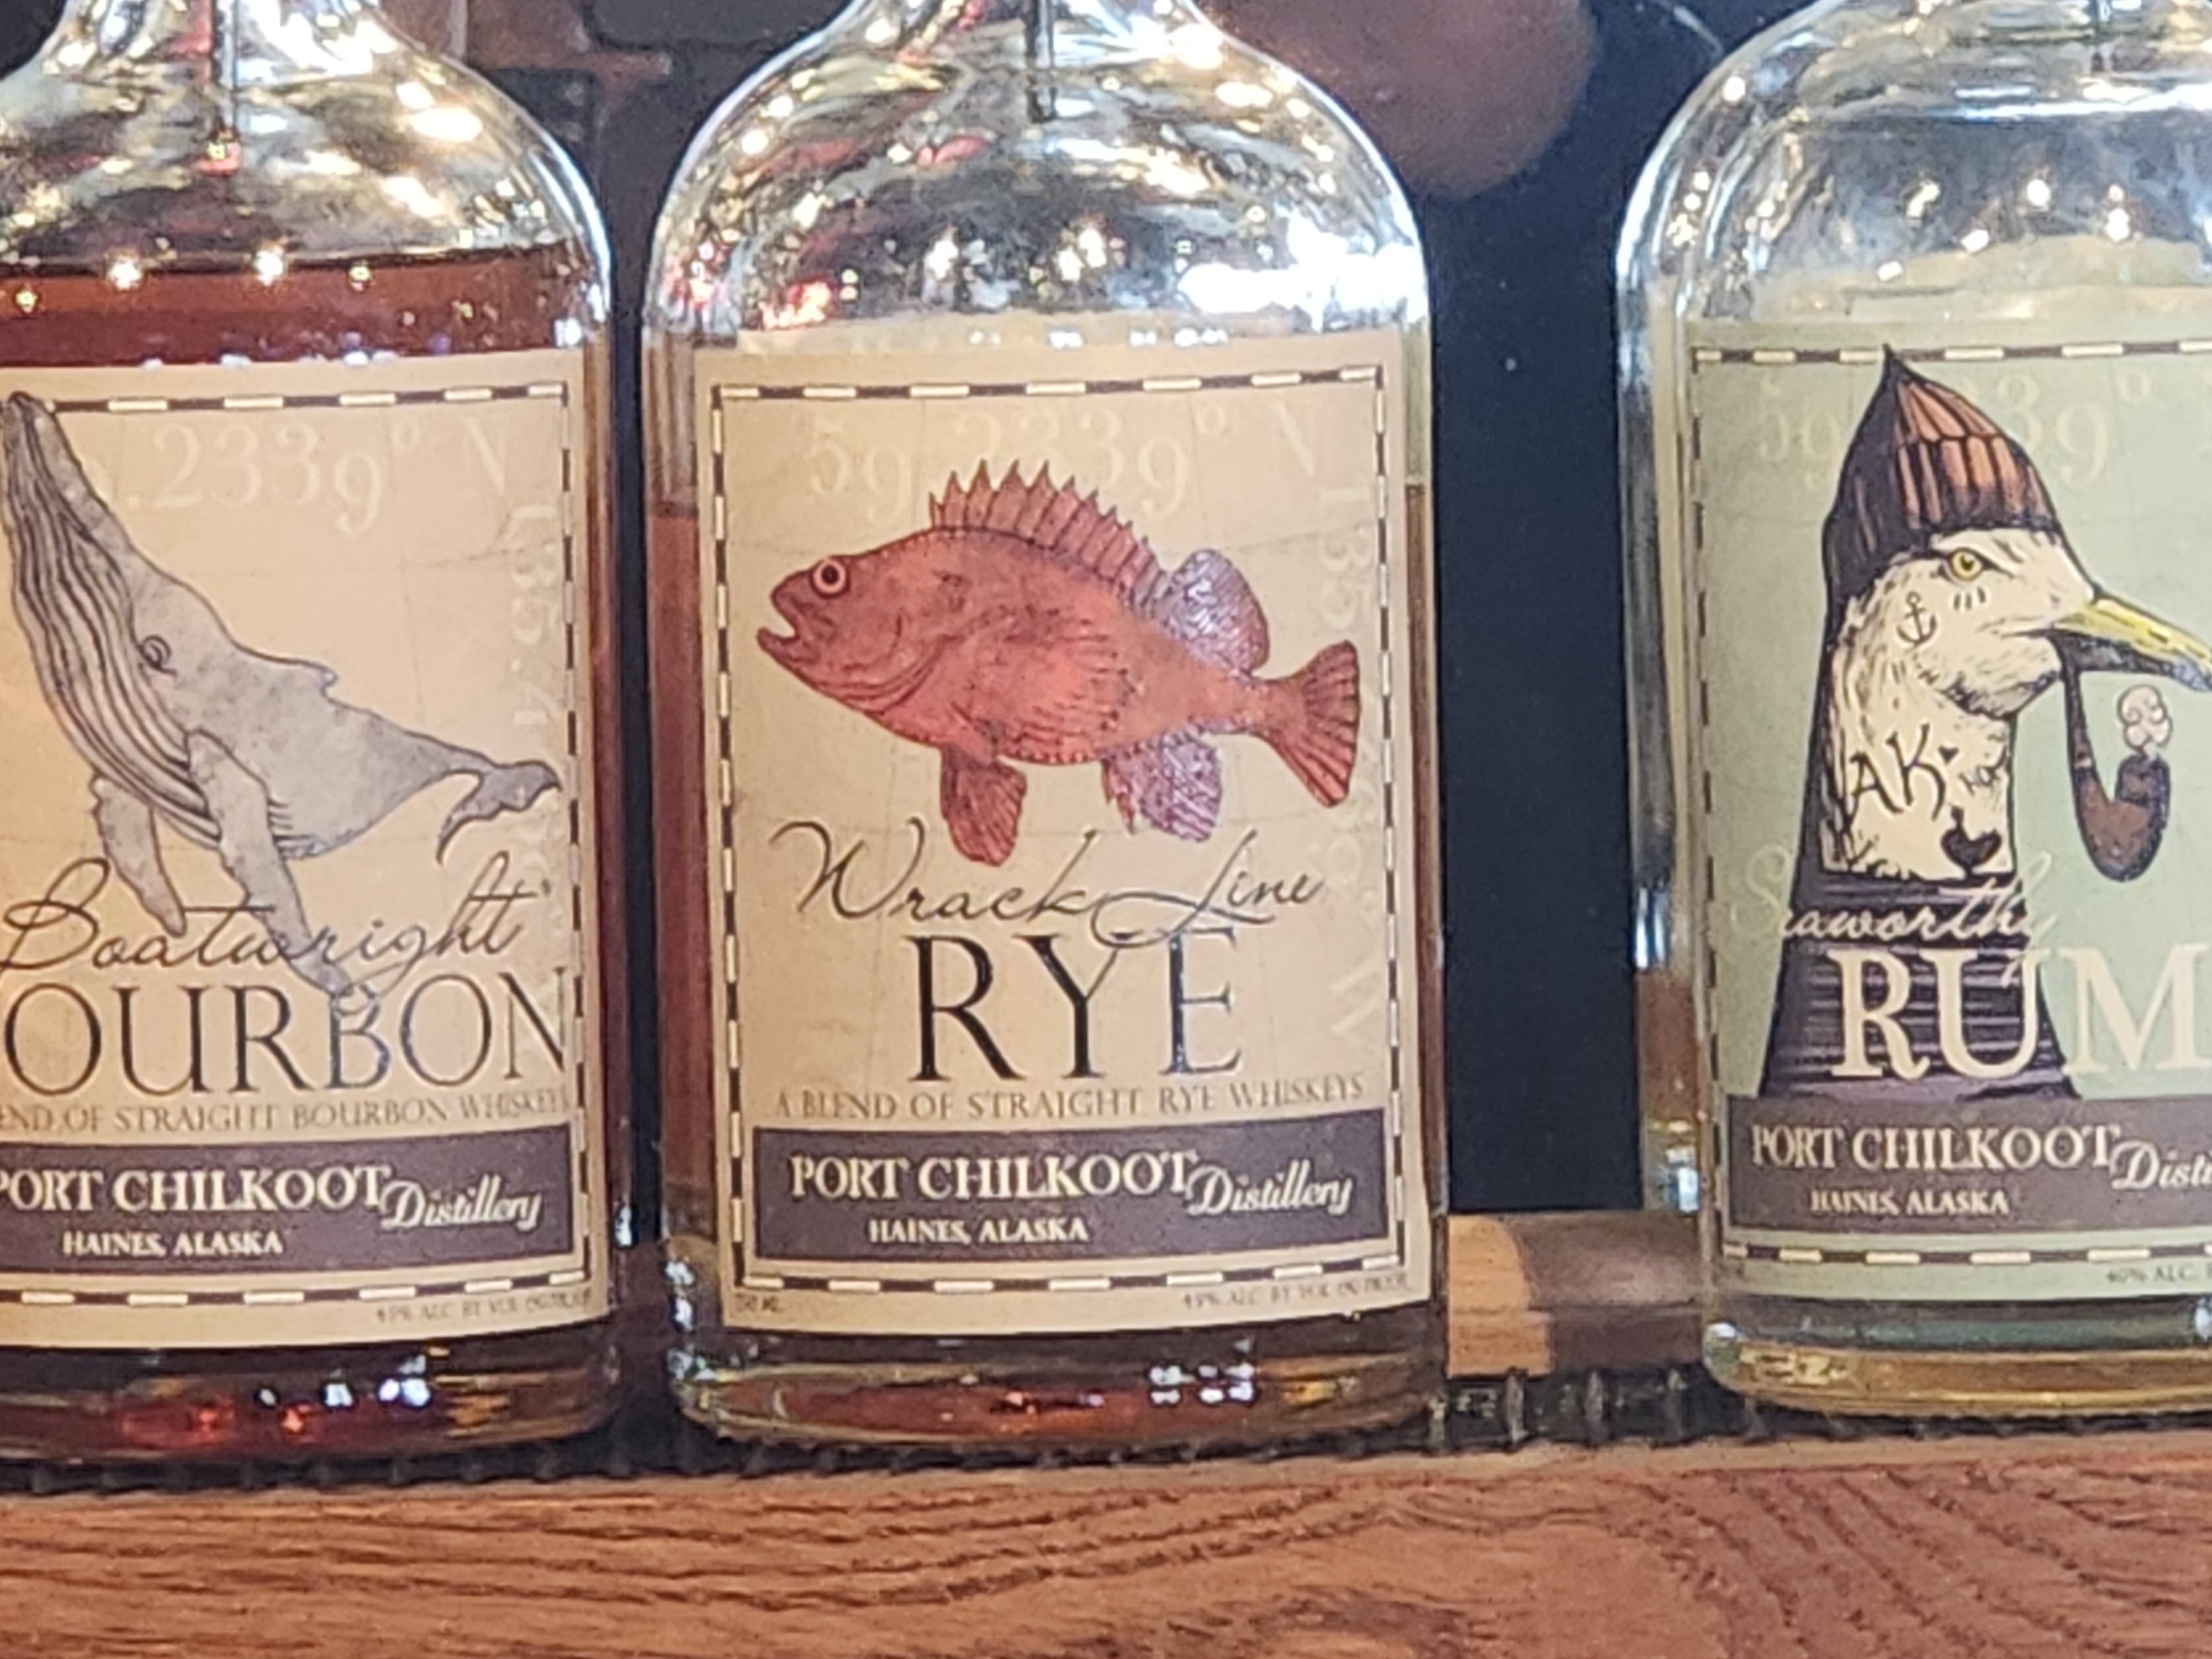 .2339° N
Boatwright
OURBON
END OF STRAIGHT BOURBON WHISKEYS
PORT CHILKOOT Distillery
HAINES, ALASKA
59.2339° N
Wrack Line
RYE
A BLEND OF STRAIGHT RYE WHISKEYS
PORT CHILKOOT Distillery
HAINES, ALASKA
59 39°
AK
Seaworthy
RUM
PORT CHILKOOT Disti
HAINES, ALASKA